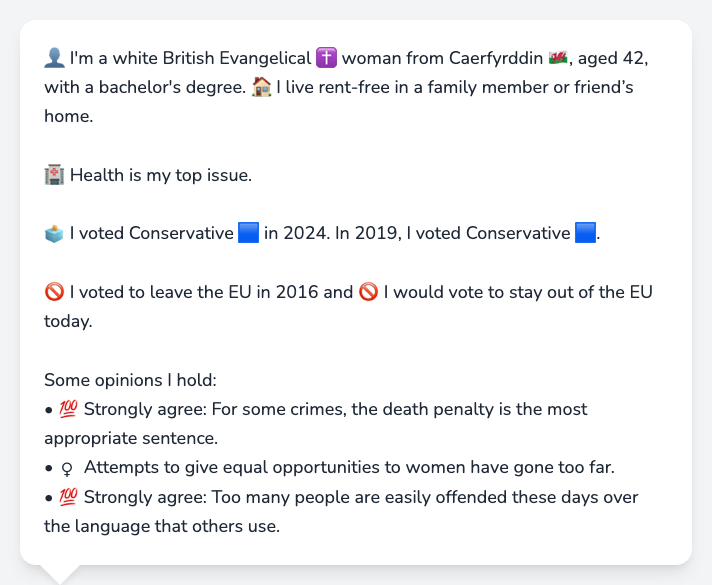 👤 I'm a white British Evangelical ✝️ woman from Caerfyrddin 🏴󠁧󠁢󠁷󠁬󠁳󠁿, aged 42,
with a bachelor's degree. 🏠 I live rent-free in a family member or friend’s
home.
🏥 Health is my top issue.
🗳️ I voted Conservative 🟦 in 2024. In 2019, I voted Conservative 🟦.
🚫 I voted to leave the EU in 2016 and 🚫 I would vote to stay out of the EU
today.
Some opinions I hold:
• 💯 Strongly agree: For some crimes, the death penalty is the most
appropriate sentence.
• ♀ Attempts to give equal opportunities to women have gone too far.
• 💯 Strongly agree: Too many people are easily offended these days over
the language that others use.